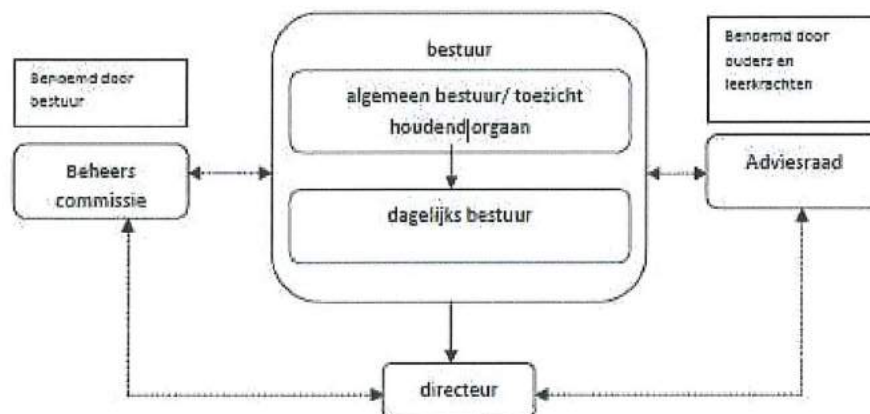 bestuur
Benoemd door
bestuur
Benoemd door
ouders en
leerkrachten
algemeen bestuur/ toezicht
houdend orgaan
Beheers
commissie
Adviesraad
dagelijks bestuur
directeur